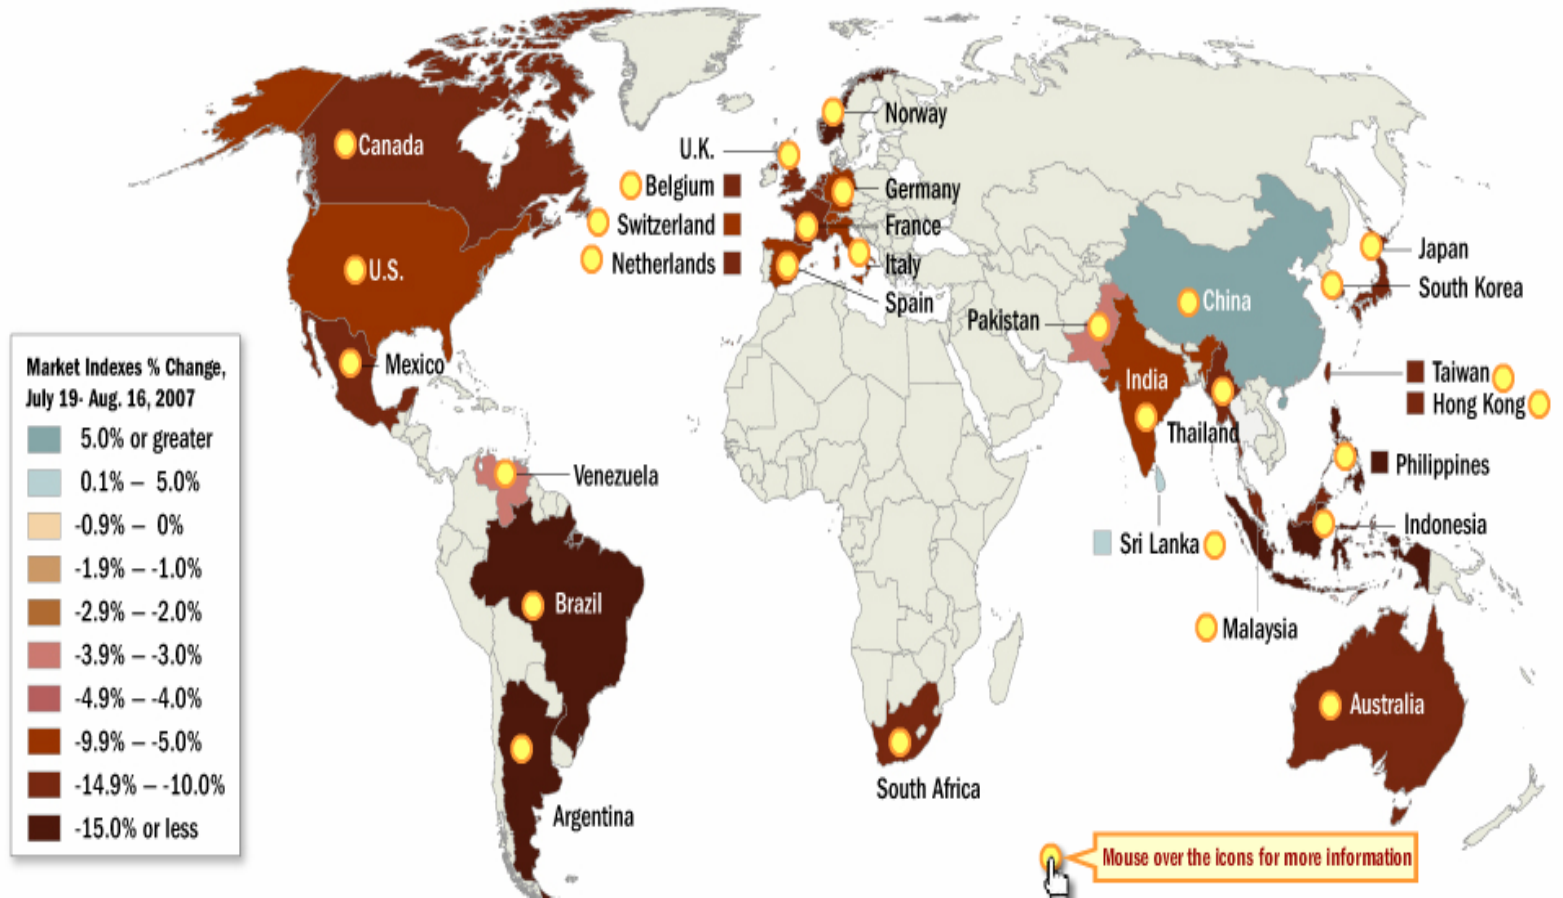 Norway
U.K.
Canada
Belgium
Germany
Switzerland
France
Netherlands
Italy
Japan
U.S.
South Korea
China
Spain
Pakistan
Market Indexes % Change,
July 19- Aug. 16, 2007
Mexico
India
Taiwan
Hong Kong
Thailand
5.0% or greater
Philippines
Venezuela
0.1% – 5.0%
-0.9% – 0%
Indonesia
Sri Lanka
-1.9% – -1.0%
-2.9% – -2.0%
Brazil
Malaysia
-3.9% – -3.0%
-4.9% – -4.0%
Australia
-9.9% – -5.0%
-14.9% – -10.0%
South Africa
Argentina
-15.0% or less
Mouse over the icons for more information